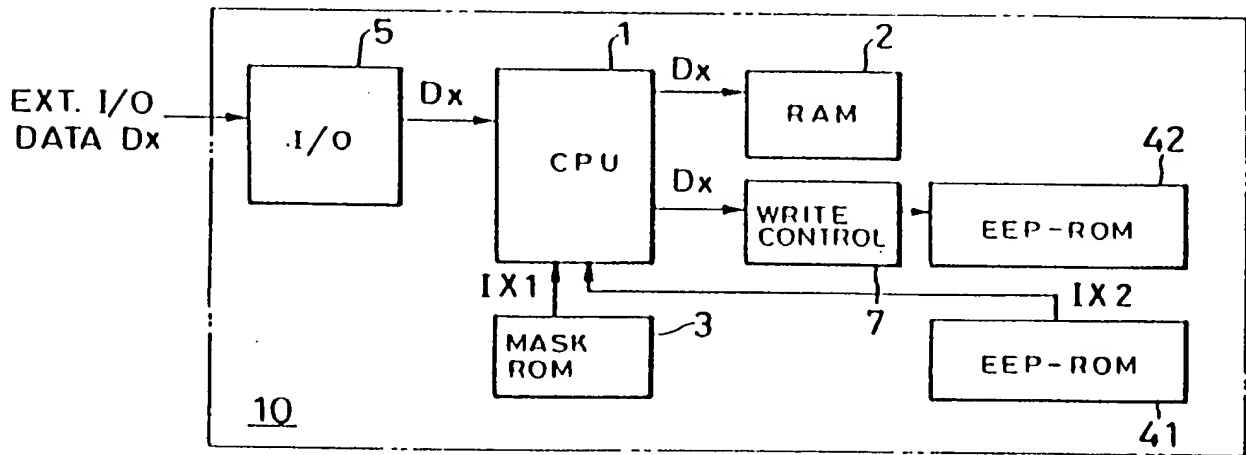 5
1
2
EXT. I/O
DATA Dx
I/O
Dx
CPU
Dx
RAM
Dx
WRITE
CONTROL
42
EEP-ROM
IX1
MASK
ROM
3
7
IX2
EEP-ROM
41
10